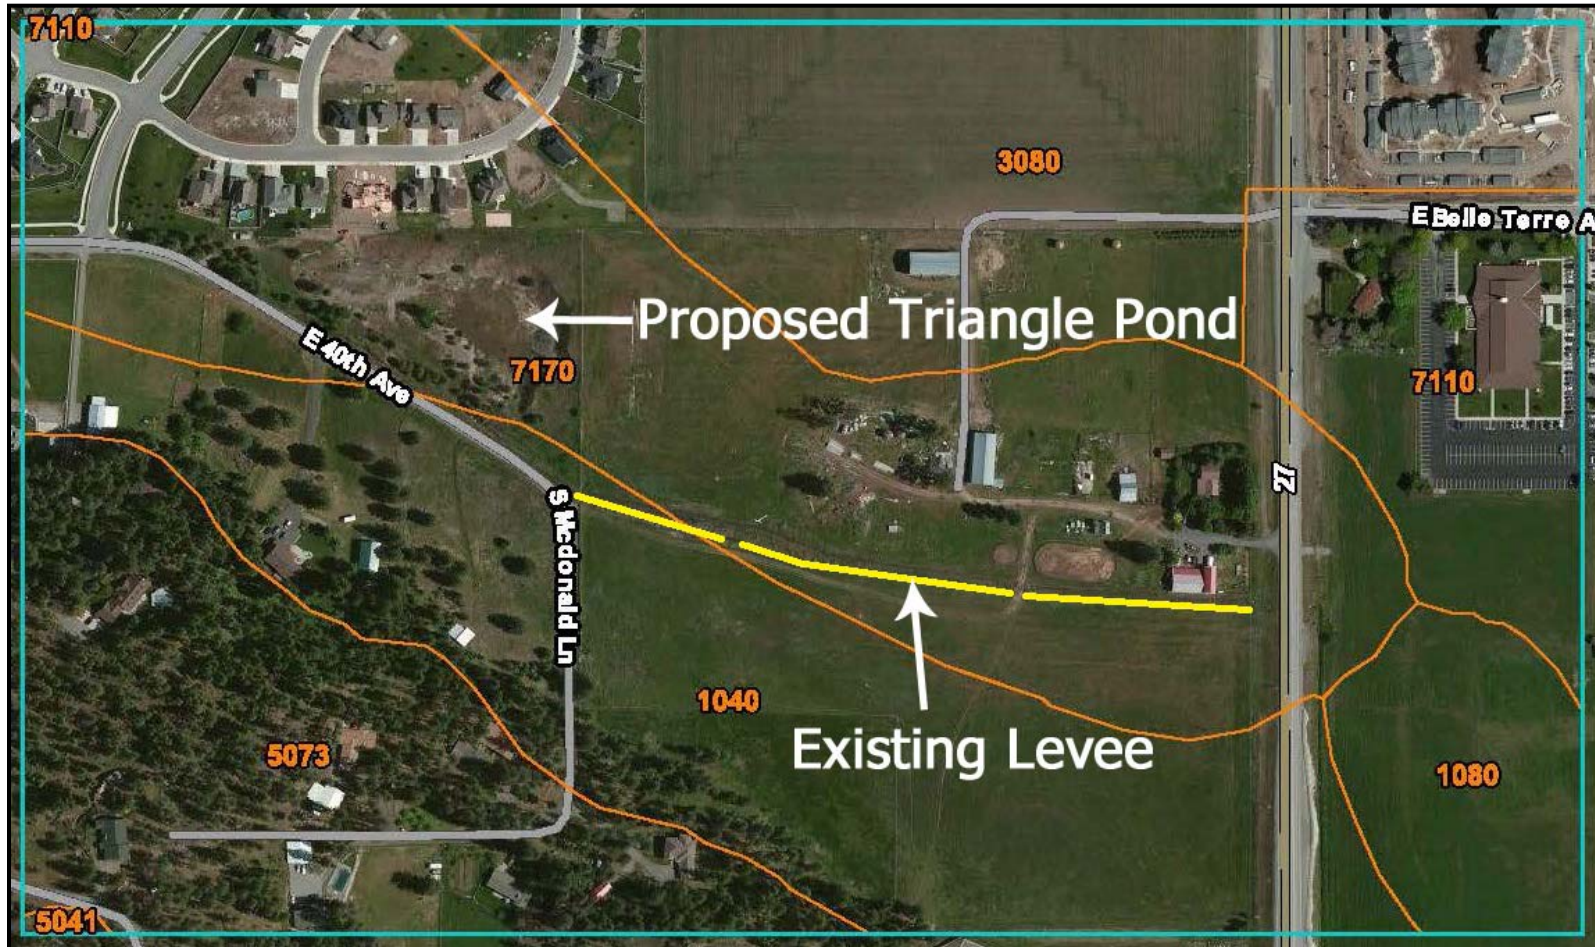 7110
3080
E Belle Terre A
Proposed Triangle Pond
E 40th Ave
7170
7110
27
S Mcdonald Ln
1040
Existing Levee
5073
1080
5041